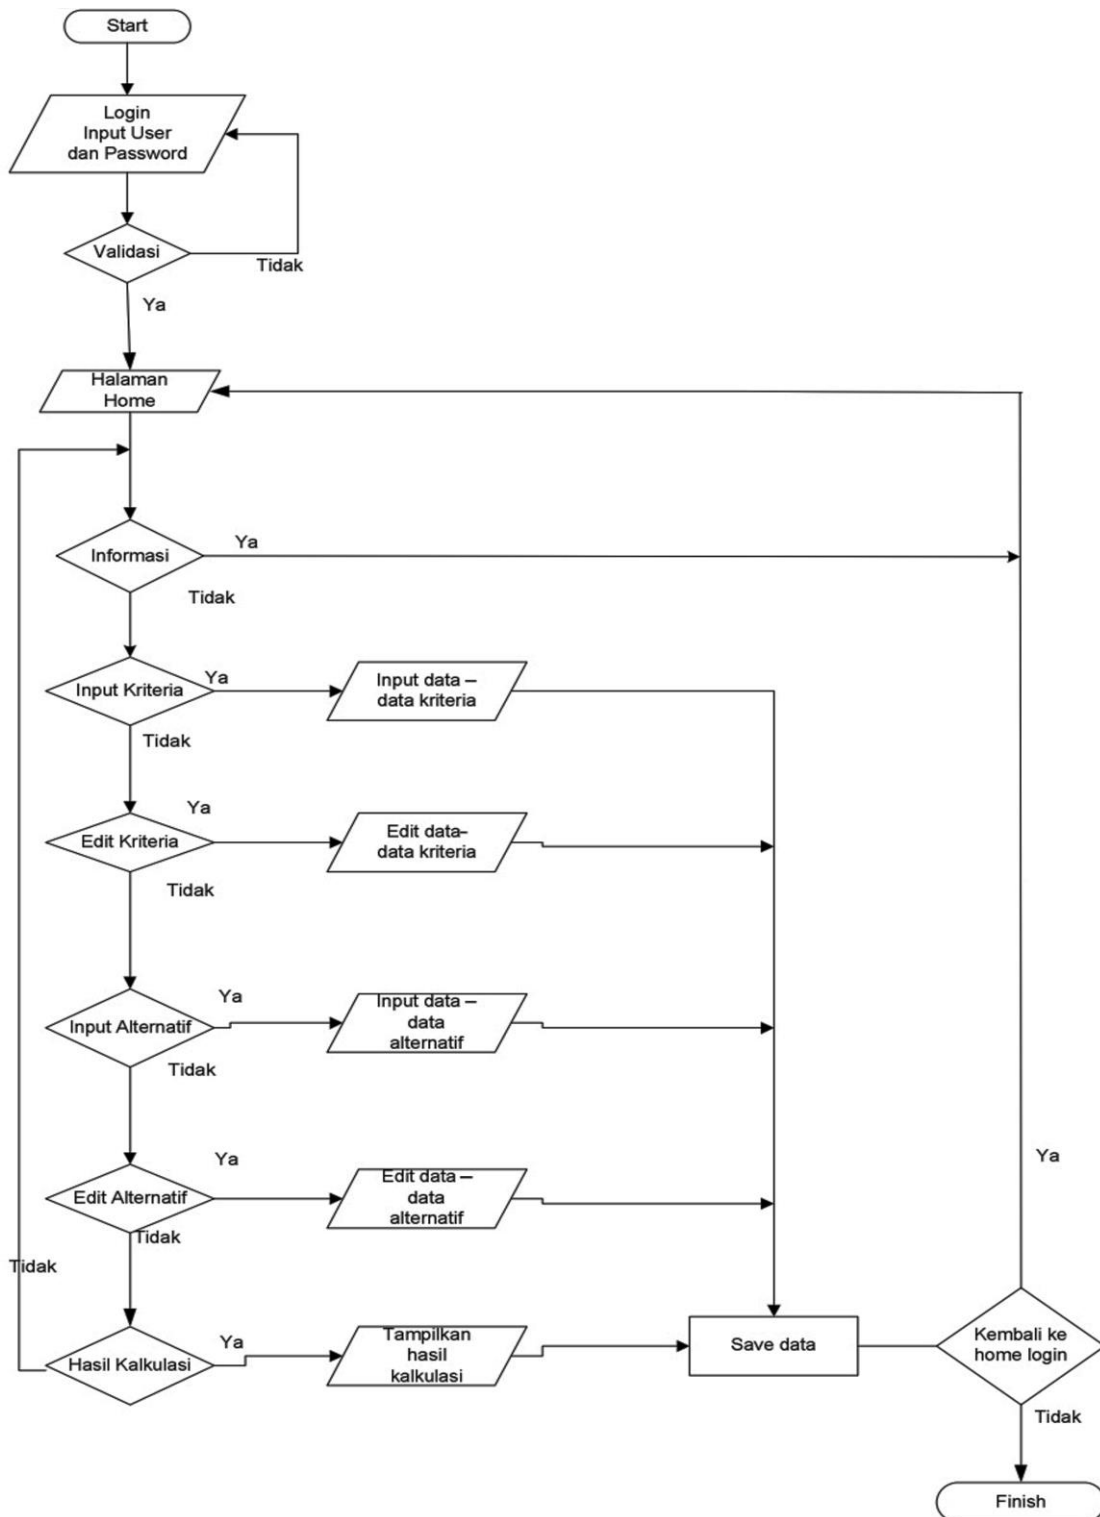 Start
Login
Input User
dan Password
Validasi
Tidak
Ya
Halaman
Home
Informasi
Ya
Tidak
Input Kriteria
Ya
Input data –
data kriteria
Tidak
Edit Kriteria
Ya
Edit data–
data kriteria
Tidak
Input Alternatif
Ya
Input data –
data
alternatif
Tidak
Edit Alternatif
Ya
Edit data –
data
alternatif
Tidak
Tidak
Hasil Kalkulasi
Ya
Tampilkan
hasil
kalkulasi
Save data
Ya
Kembali ke
home login
Tidak
Finish